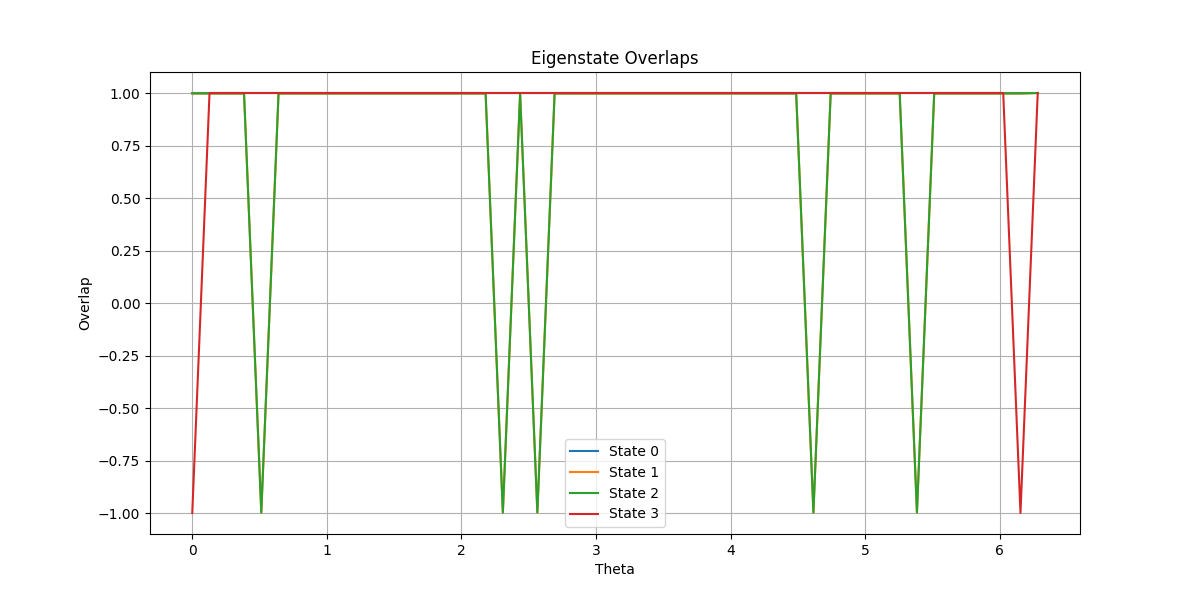 Eigenstate Overlaps
Overlap
1.00
0.75
0.50
0.25
0.00
−0.25
−0.50
−0.75
−1.00
State 0
State 1
State 2
State 3
0 1 2 3 4 5 6
Theta